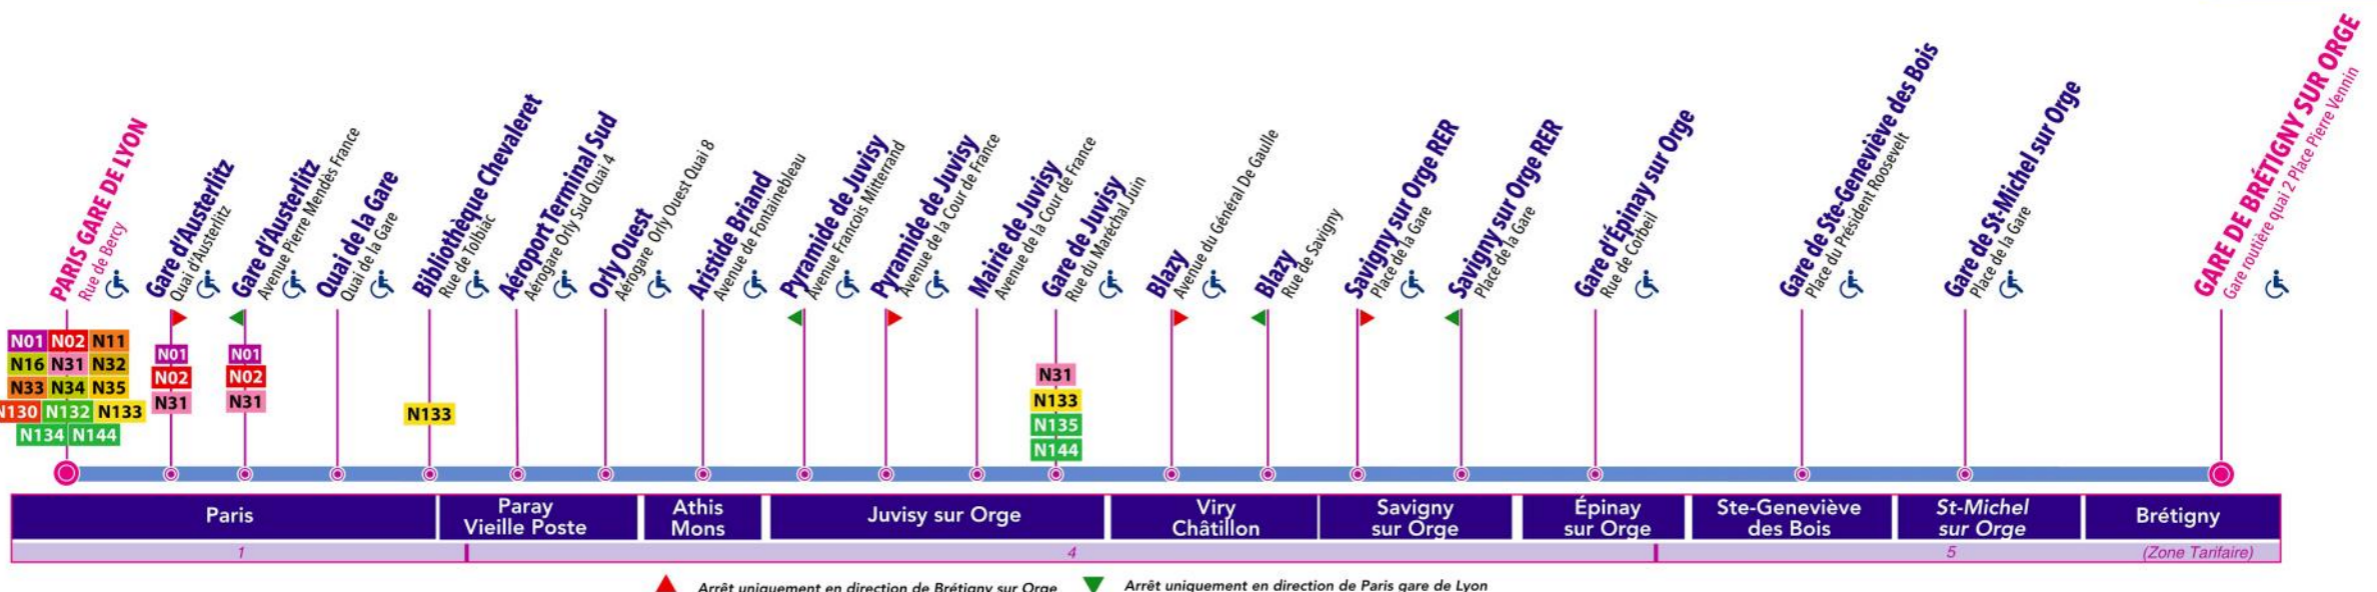 PARIS GARE DE LYON
Rue de Bercy
Gare d'Austerlitz
Quai d'Austerlitz
Gare d'Austerlitz
Avenue Pierre Mendès France
Quai de la Gare
Quai de la Gare
Bibliothèque Chevaleret
Rue de Tolbiac
Aéroport Terminal Sud
Aérogare Orly Sud Quai 4
Orly Ouest
Aérogare Orly Ouest Quai 8
Aristide Briand
Avenue de Fontainebleau
Pyramide de Juvisy
Avenue Francois Mitterrand
Pyramide de Juvisy
Avenue de la Cour de France
Mairie de Juvisy
Avenue de la Cour de France
Gare de Juvisy
Rue du Maréchal Juin
Blazy
Avenue du Général De Gaulle
Blazy
Rue de Savigny
Savigny sur Orge RER
Place de la Gare
Savigny sur Orge RER
Place de la Gare
Gare d'Épinay sur Orge
Rue de Corbeil
Gare de Ste-Geneviève des Bois
Place du Président Roosevelt
Gare de St-Michel sur Orge
Place de la Gare
GARE DE BRÉTIGNY SUR ORGE
Gare routière quai 2 Place Pierre Vennin
N01 N02 N11
N16 N31 N32
N33 N34 N35
N130 N132 N133
N134 N144
N01
N02
N31
N01
N02
N31
N133
N31
N133
N135
N144
Paris
Paray
Vieille Poste
Athis
Mons
Juvisy sur Orge
Viry
Châtillon
Savigny
sur Orge
Épinay
sur Orge
Ste-Geneviève
des Bois
St-Michel
sur Orge
Brétigny
1
4
5
(Zone Tarifaire)
Arrêt uniquement en direction de Brétigny sur Orge
Arrêt uniquement en direction de Paris gare de Lyon